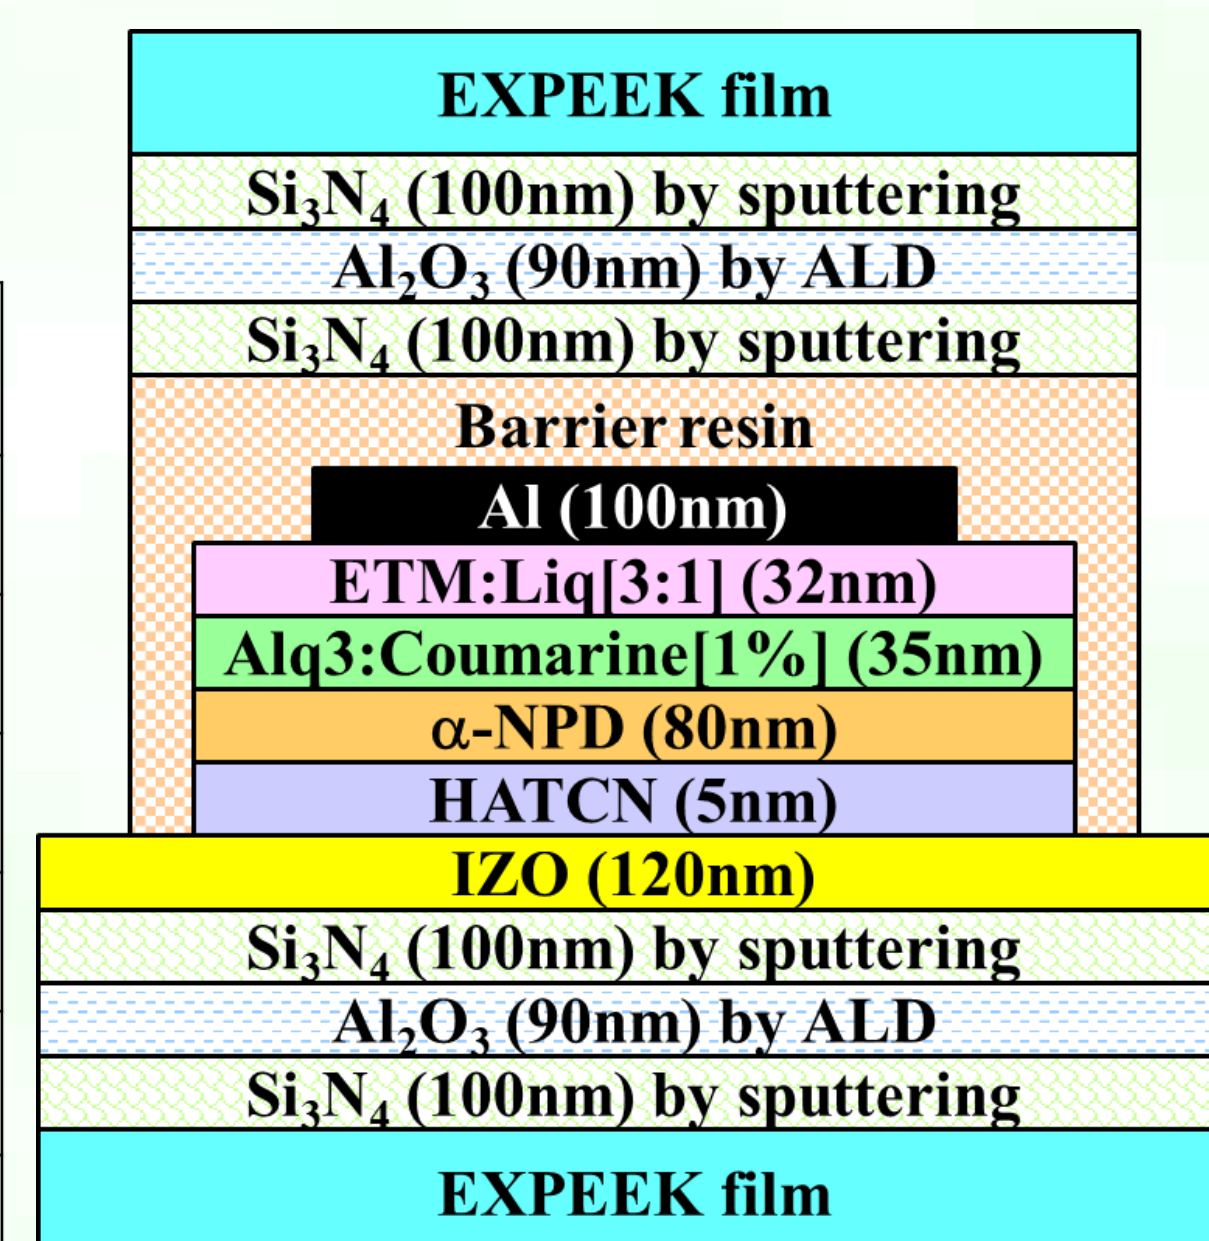 EXPEEK film
Si₃N₄ (100nm) by sputtering
Al₂O₃ (90nm) by ALD
Si₃N₄ (100nm) by sputtering
Barrier resin
Al (100nm)
ETM:Liq[3:1] (32nm)
Alq3:Coumarine[1%] (35nm)
α-NPD (80nm)
HATCN (5nm)
IZO (120nm)
Si₃N₄ (100nm) by sputtering
Al₂O₃ (90nm) by ALD
Si₃N₄ (100nm) by sputtering
EXPEEK film